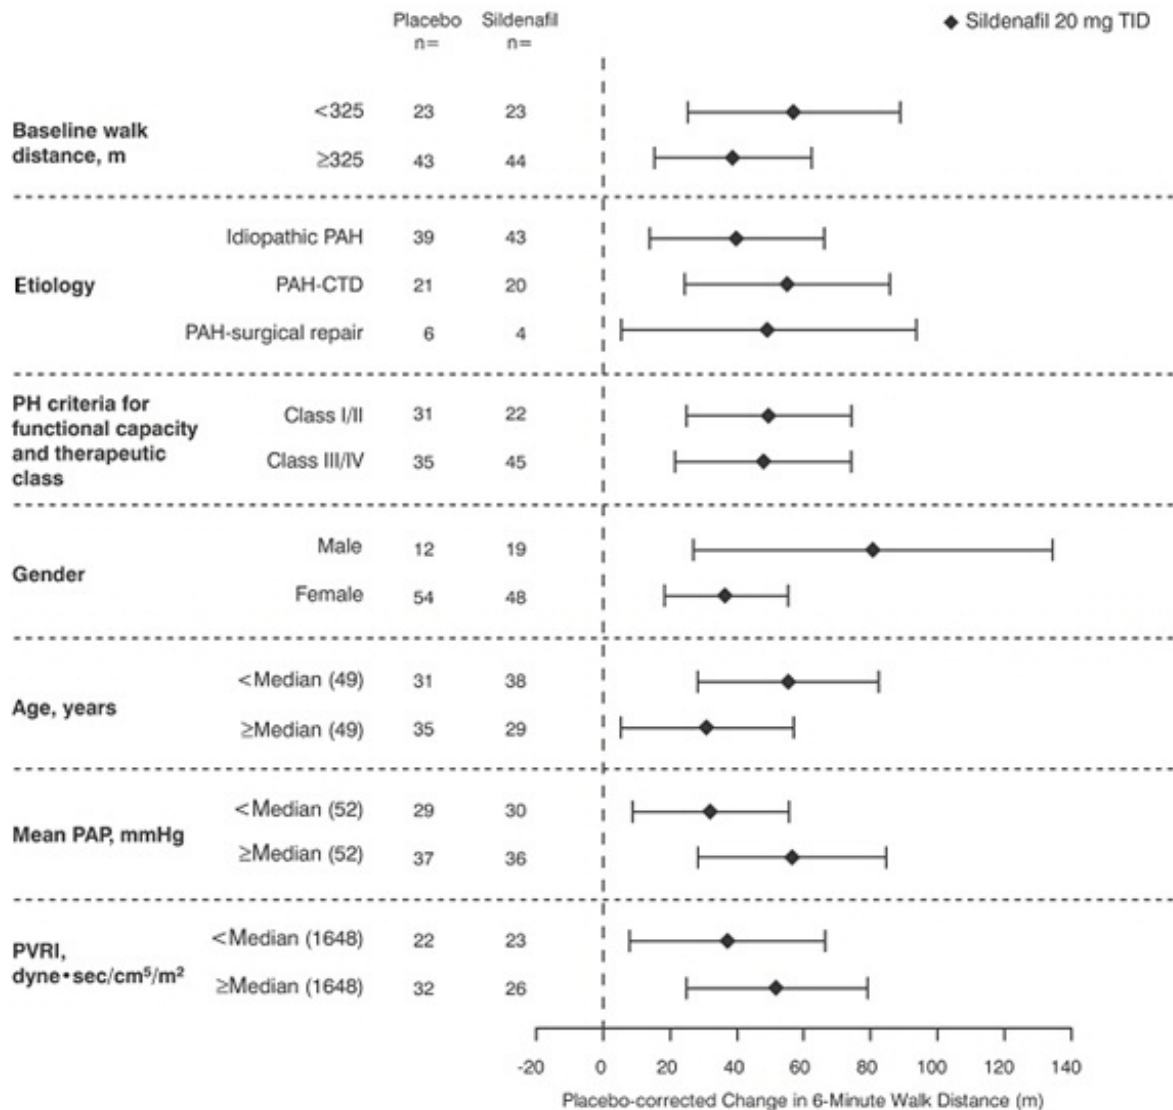 Placebo n= Sildenafil n= ◆ Sildenafil 20 mg TID
Baseline walk distance, m
<325 23 23
≥325 43 44
Etiology
Idiopathic PAH 39 43
PAH-CTD 21 20
PAH-surgical repair 6 4
PH criteria for
functional capacity
and therapeutic
class
Class I/II 31 22
Class III/IV 35 45
Gender
Male 12 19
Female 54 48
Age, years
<Median (49) 31 38
≥Median (49) 35 29
Mean PAP, mmHg
<Median (52) 29 30
≥Median (52) 37 36
PVRI,
dyne•sec/cm⁵/m²
<Median (1648) 22 23
≥Median (1648) 32 26
-20 0 20 40 60 80 100 120 140
Placebo-corrected Change in 6-Minute Walk Distance (m)